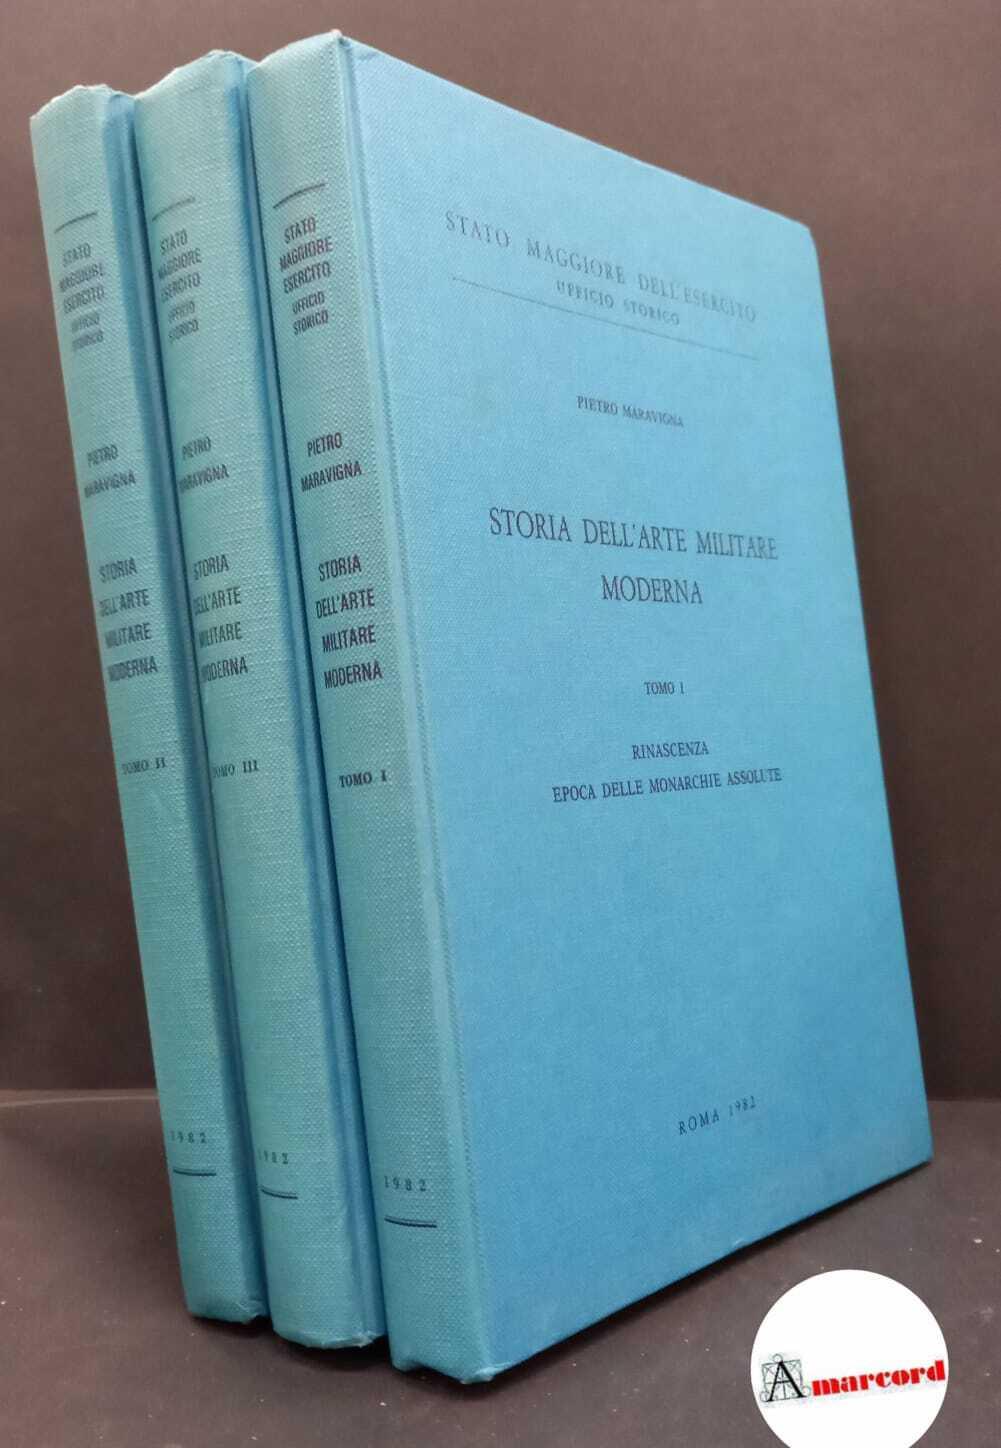 STATO
MAGGIORE
ESERCITO
UFFICIO
STORICO
PIETRO
MARAVIGNA
STORIA
DELL'ARTE
MILITARE
MODERNA
TOMO II
1982
STATO
MAGGIORE
ESERCITO
UFFICIO
STORICO
PIETRO
MARAVIGNA
STORIA
DELL'ARTE
MILITARE
MODERNA
TOMO III
1982
STATO
MAGGIORE
ESERCITO
UFFICIO
STORICO
PIETRO
MARAVIGNA
STORIA
DELL'ARTE
MILITARE
MODERNA
TOMO I
1982
STATO MAGGIORE DELL'ESERCITO
UFFICIO STORICO
PIETRO MARAVIGNA
STORIA DELL'ARTE MILITARE
MODERNA
TOMO I
RINASCENZA
EPOCA DELLE MONARCHIE ASSOLUTE
ROMA 1982
Amarcord